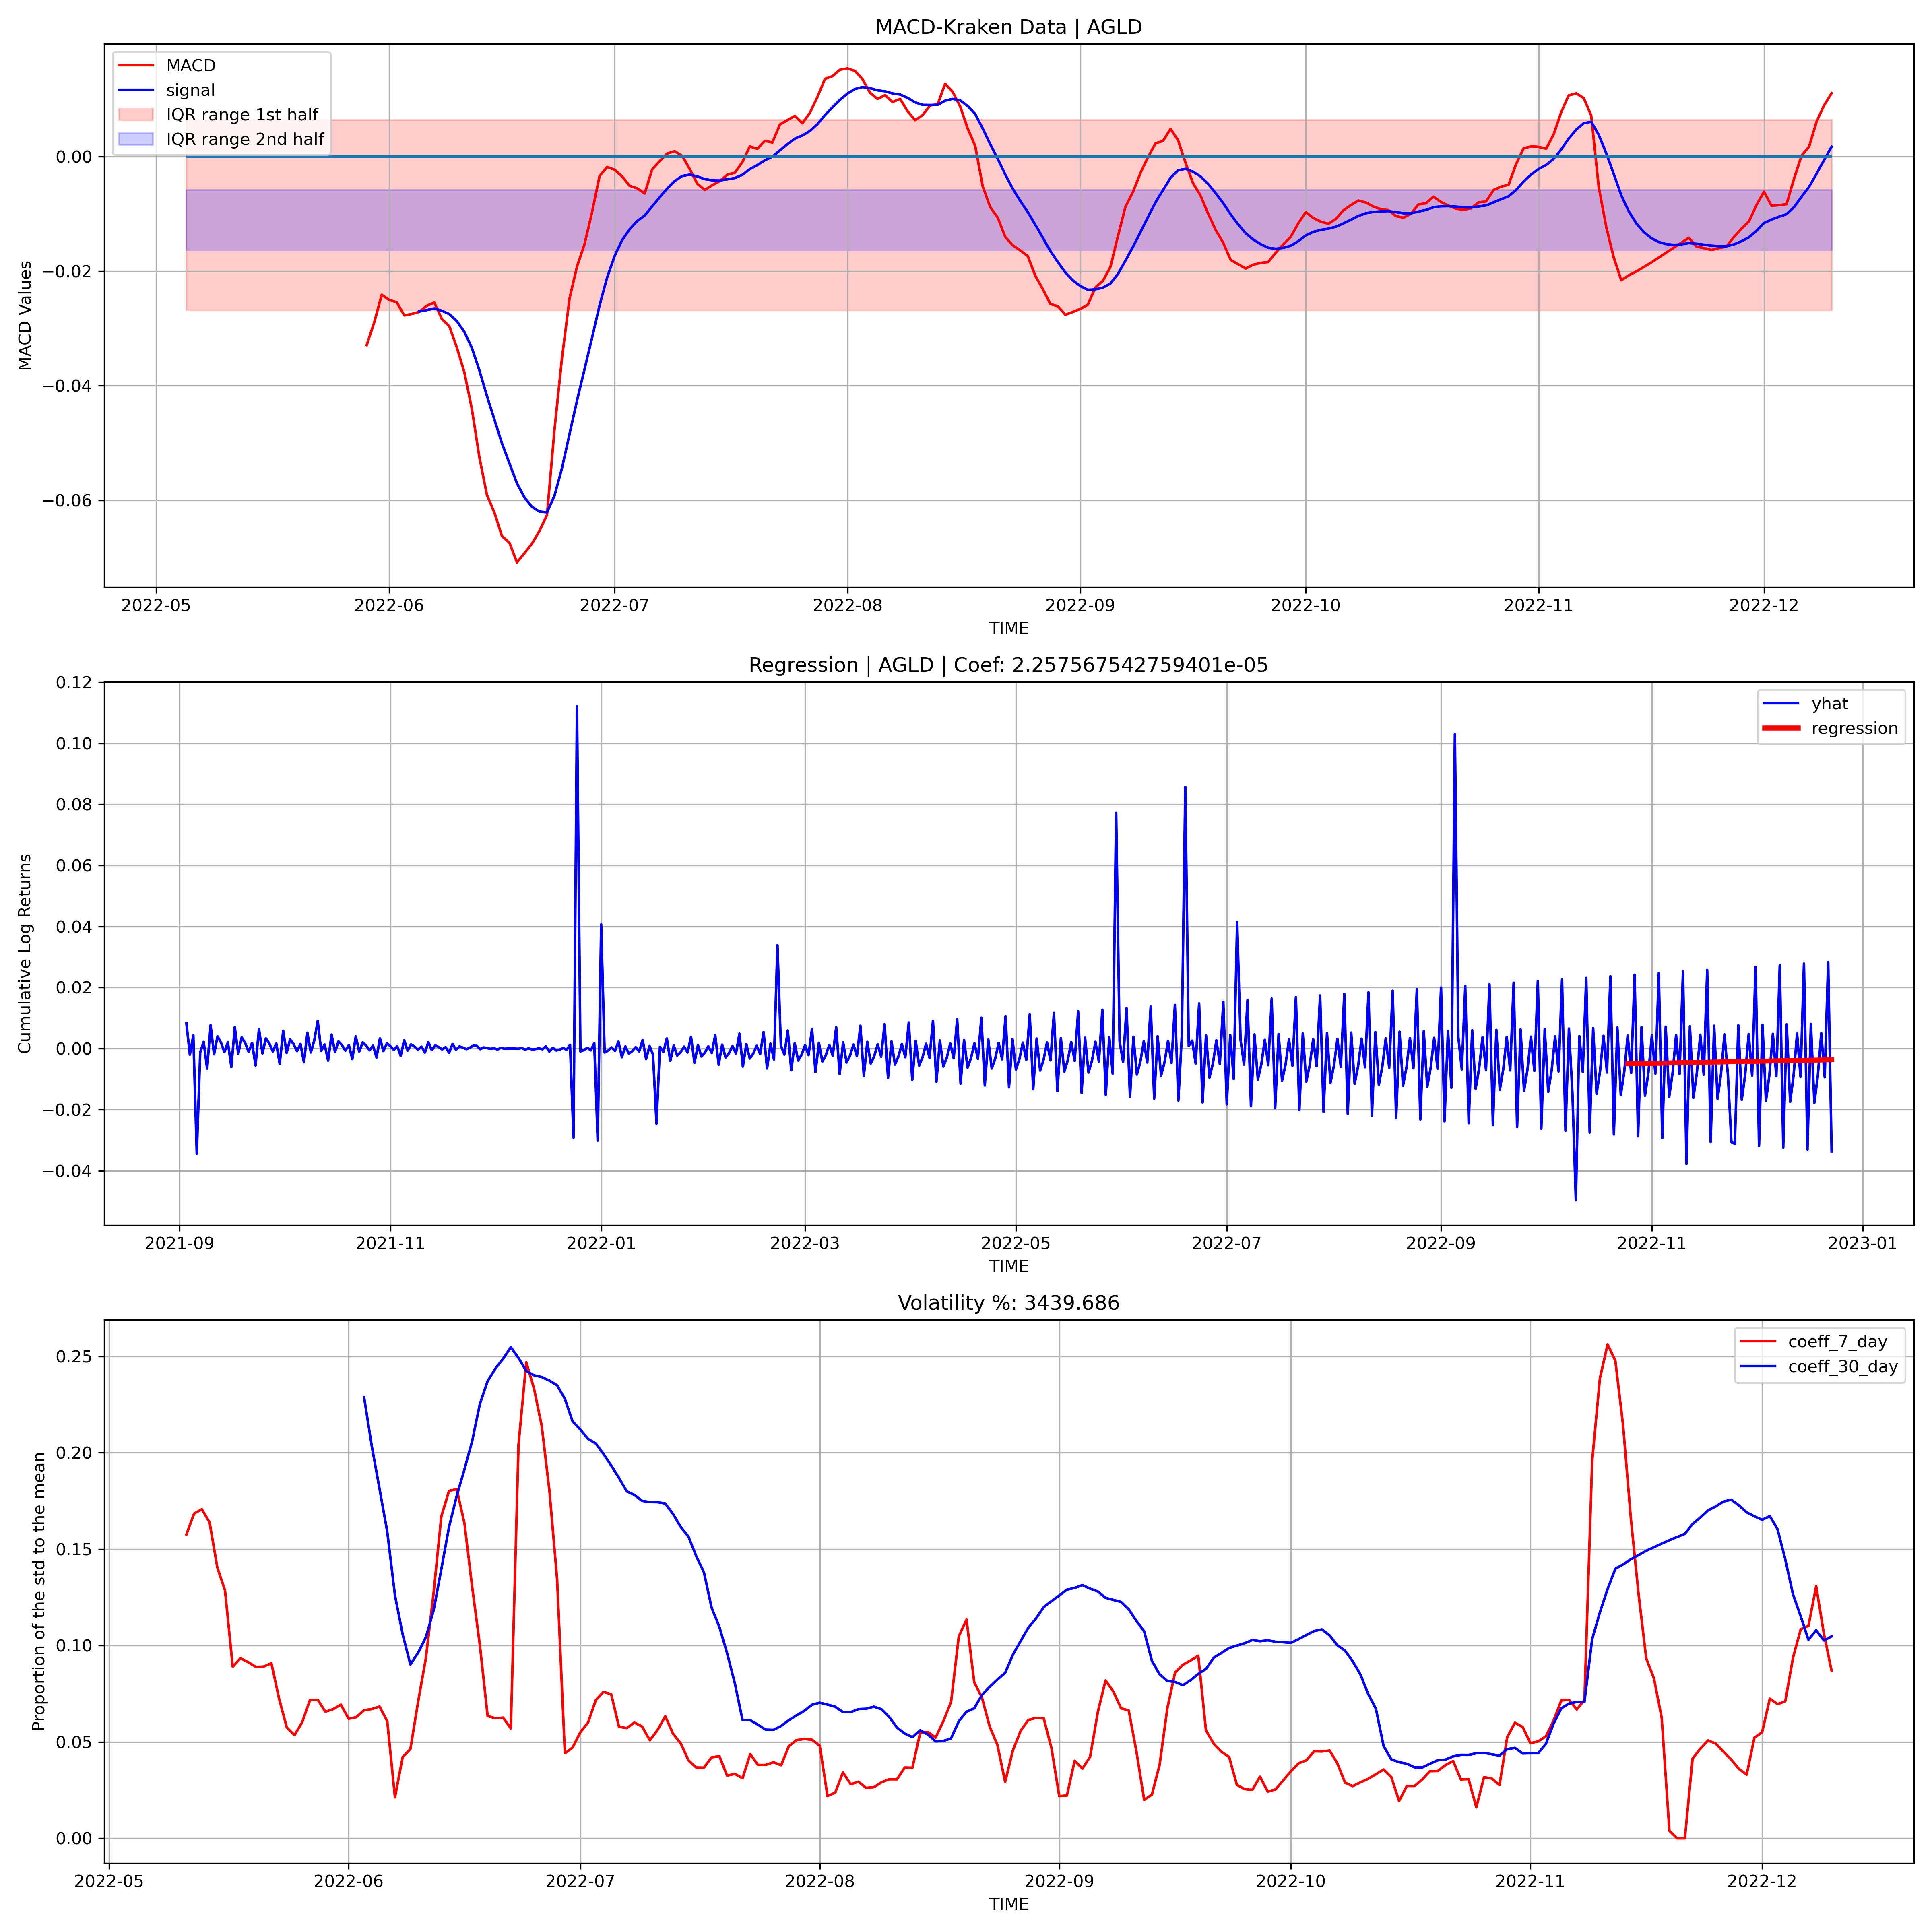 MACD-Kraken Data | AGLD
MACD
signal
IQR range 1st half
IQR range 2nd half
0.00
−0.02
−0.04
−0.06
MACD Values
2022-05 2022-06 2022-07 2022-08 2022-09 2022-10 2022-11 2022-12
TIME
Regression | AGLD | Coef: 2.257567542759401e-05
yhat
regression
0.12
0.10
0.08
0.06
0.04
0.02
0.00
−0.02
−0.04
Cumulative Log Returns
2021-09 2021-11 2022-01 2022-03 2022-05 2022-07 2022-09 2022-11 2023-01
TIME
Volatility %: 3439.686
coeff_7_day
coeff_30_day
0.25
0.20
0.15
0.10
0.05
0.00
Proportion of the std to the mean
2022-05 2022-06 2022-07 2022-08 2022-09 2022-10 2022-11 2022-12
TIME